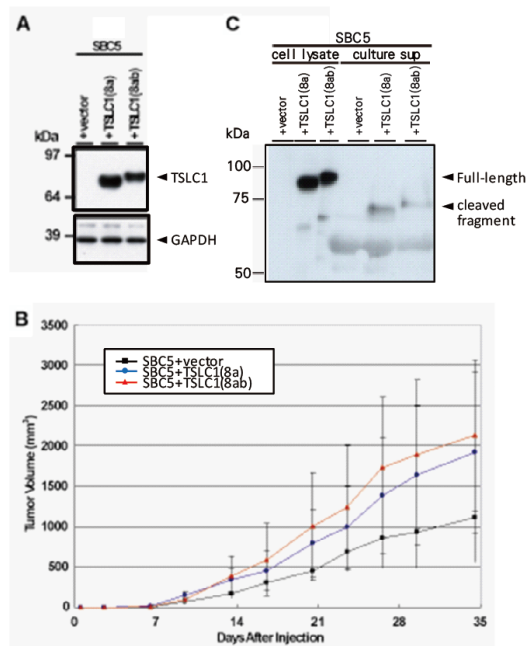 A
SBC5
+vector
+TSLC1(8a)
+TSLC1(8ab)
kDa
97
64
39
TSLC1
GAPDH
C
SBC5
cell lysate
culture sup
+vector
+TSLC1(8a)
+TSLC1(8ab)
+vector
+TSLC1(8a)
+TSLC1(8ab)
kDa
100
75
50
Full-length
cleaved
fragment
B
3500
3000
2500
2000
1500
1000
500
0
Tumor Volume (mm³)
SBC5+vector
SBC5+TSLC1(8a)
SBC5+TSLC1(8ab)
0 7 14 21 28 35
Days After Injection